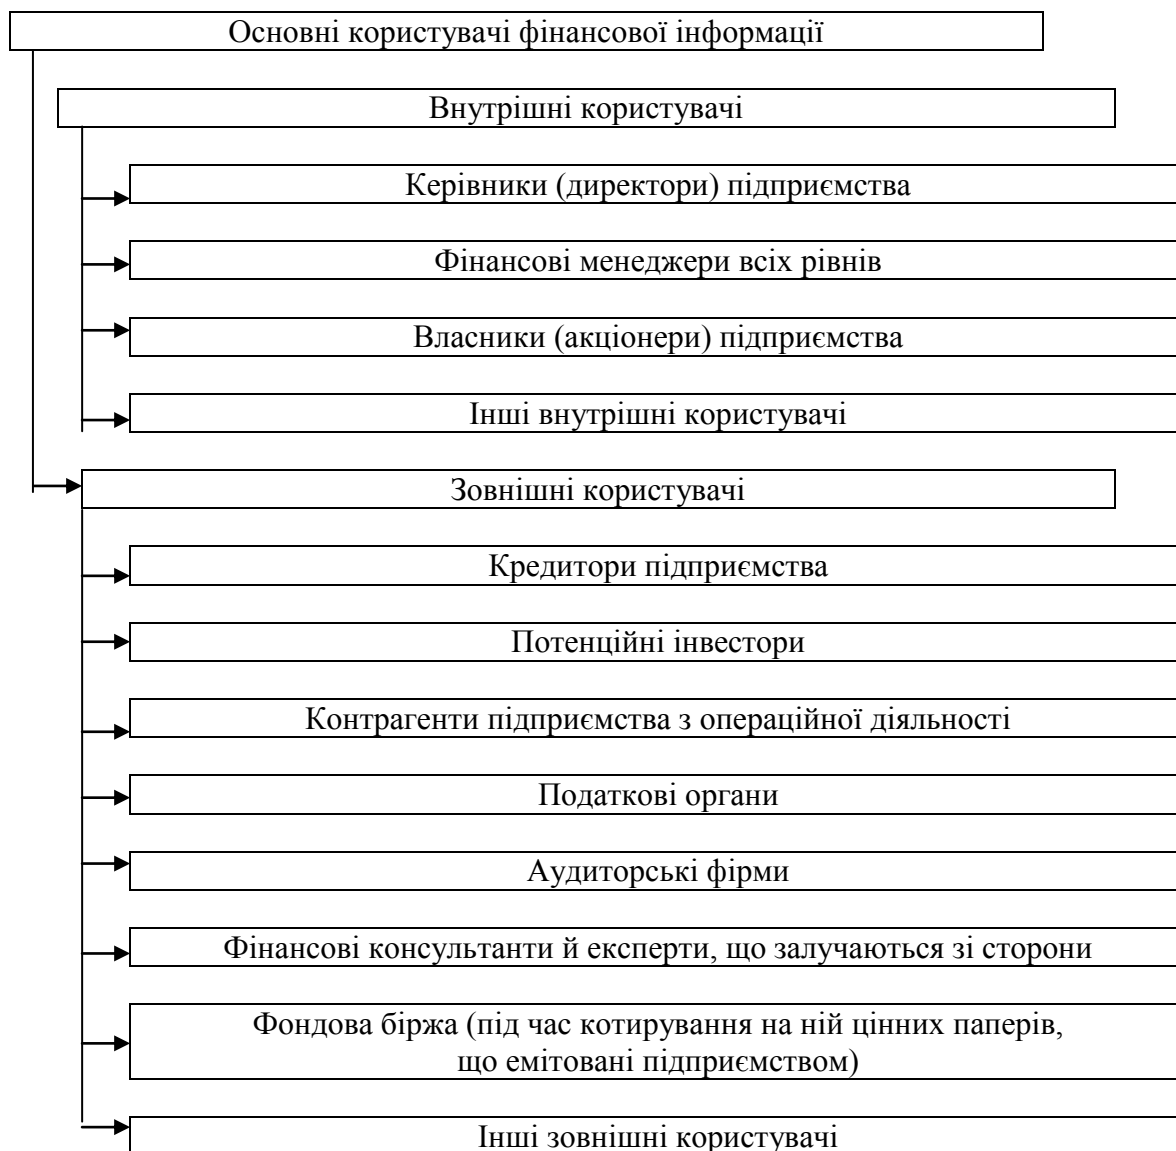 Основні користувачі фінансової інформації
Внутрішні користувачі
Керівники (директори) підприємства
Фінансові менеджери всіх рівнів
Власники (акціонери) підприємства
Інші внутрішні користувачі
Зовнішні користувачі
Кредитори підприємства
Потенційні інвестори
Контрагенти підприємства з операційної діяльності
Податкові органи
Аудиторські фірми
Фінансові консультанти й експерти, що залучаються зі сторони
Фондова біржа (під час котирування на ній цінних паперів,
що емітовані підприємством)
Інші зовнішні користувачі